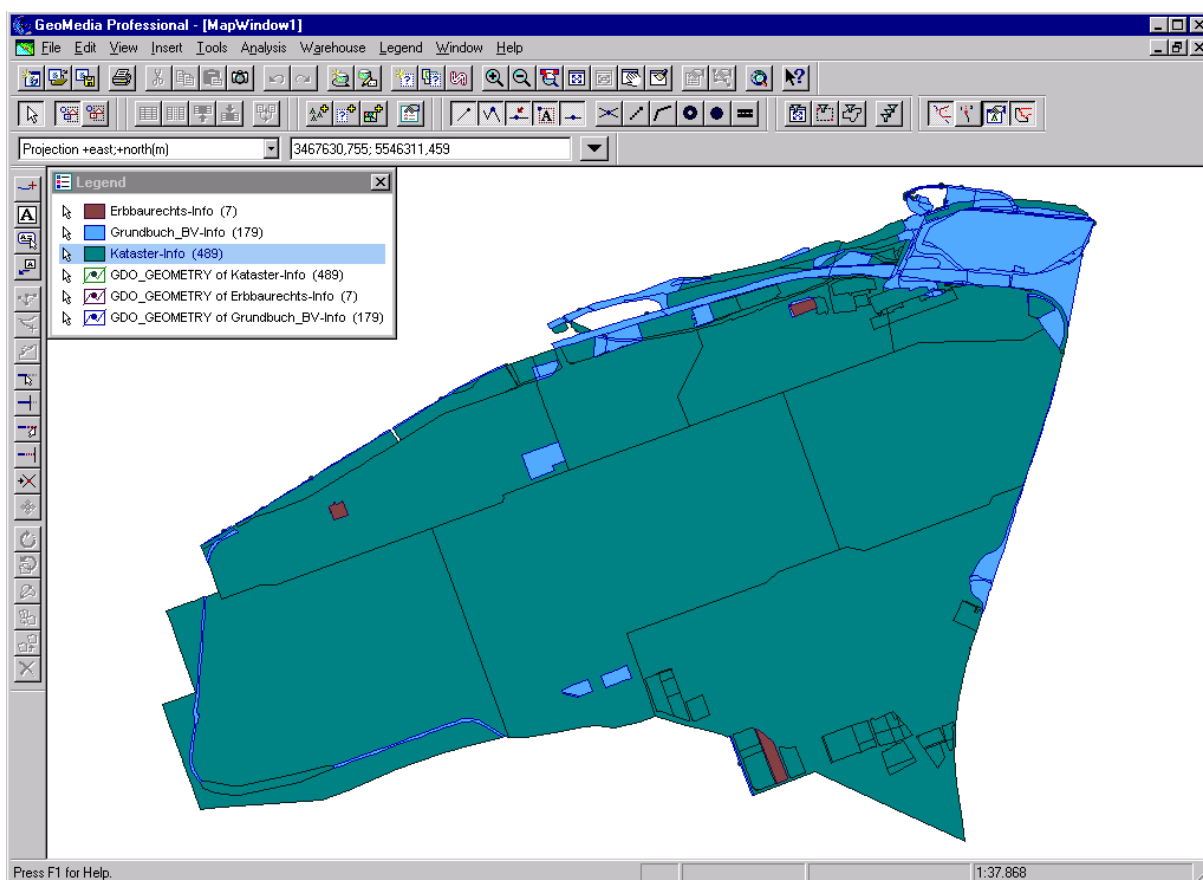 GeoMedia Professional - [MapWindow1]
File Edit View Insert Tools Analysis Warehouse Legend Window Help
Projection +east;+north(m) 3467630,755; 5546311,459
Legend
Erbbaurechts-Info (7)
Grundbuch_BV-Info (179)
Kataster-Info (489)
GDO_GEOMETRY of Kataster-Info (489)
GDO_GEOMETRY of Erbbaurechts-Info (7)
GDO_GEOMETRY of Grundbuch_BV-Info (179)
Press F1 for Help. 1:37.868